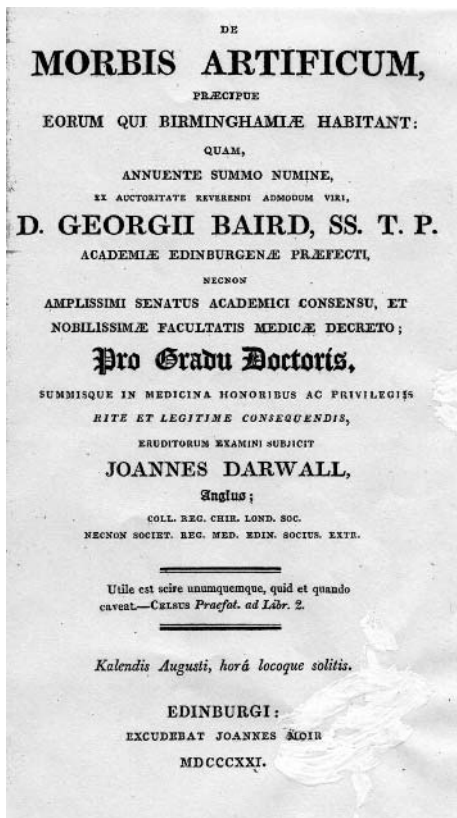 DE
MORBIS ARTIFICUM,
PRÆCIPUE
EORUM QUI BIRMINGHAMIÆ HABITANT:
QUAM,
ANNUENTE SUMMO NUMINE,
EX AUCTORITATE REVERENDI ADMODUM VIRI,
D. GEORGII BAIRD, SS. T. P.
ACADEMIÆ EDINBURGENÆ PRÆFECTI,
NECNON
AMPLISSIMI SENATUS ACADEMICI CONSENSU, ET
NOBILISSIMÆ FACULTATIS MEDICÆ DECRETO;
Pro Gradu Doctoris,
SUMMISQUE IN MEDICINA HONORIBUS AC PRIVILEGIIS
RITE ET LEGITIME CONSEQUENDIS,
ERUDITORUM EXAMINI SUBJICIT
JOANNES DARWALL,
Anglus;
COLL. REG. CHIR. LOND. SOC.
NECNON SOCIET. REG. MED. EDIN. SOCIUS. EXTR.
Utile est scire unumquemque, quid et quando
caveat.—CELSUS Præfat. ad Libr. 2.
Kalendis Augusti, horâ locoque solitis.
EDINBURGI:
EXCUDEBAT JOANNES MOIR
MDCCCXXI.